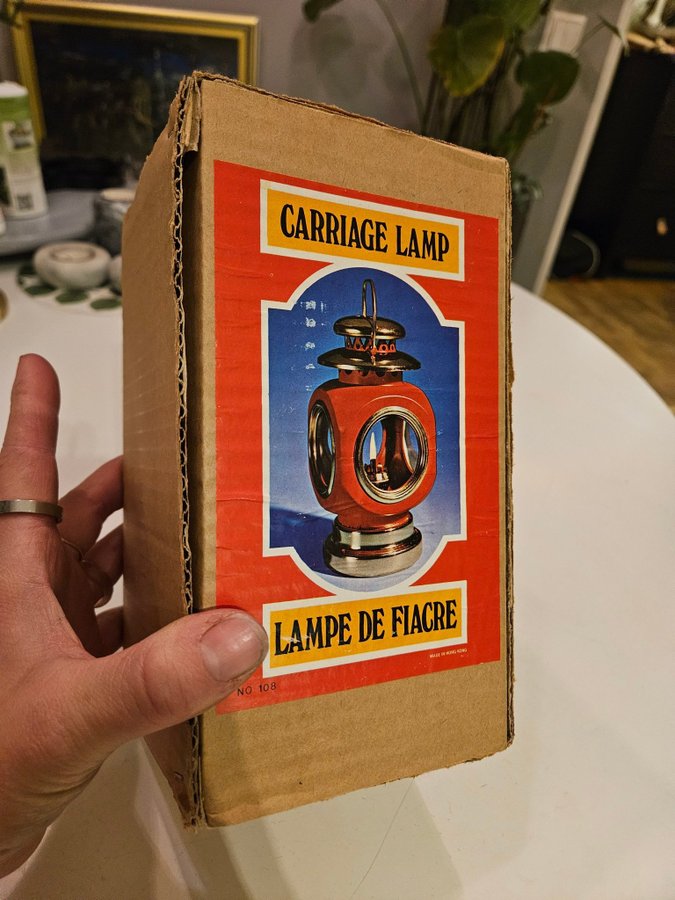 CARRIAGE LAMP
LAMPE DE FIACRE
MADE IN HONG KONG
NO. 108